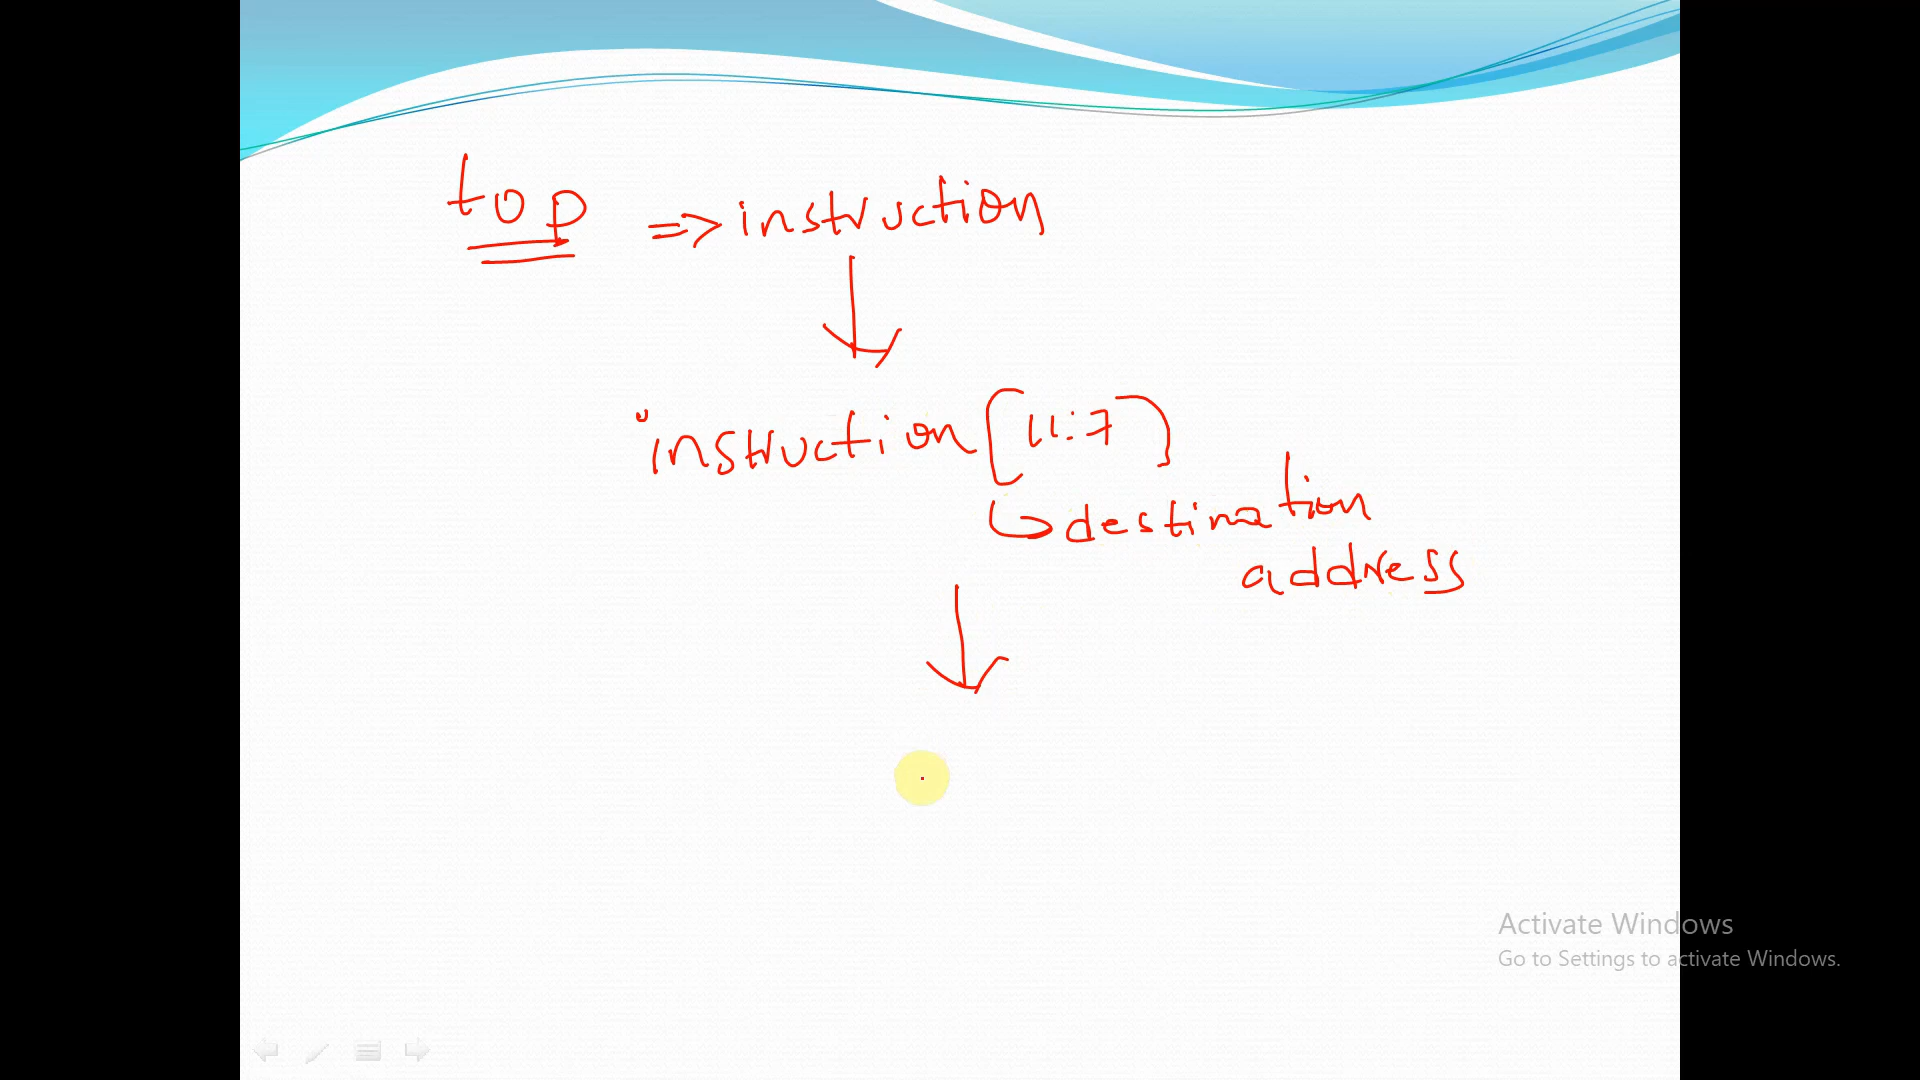 top => instruction
instruction [11:7]
destination
address
Activate Windows
Go to Settings to activate Windows.